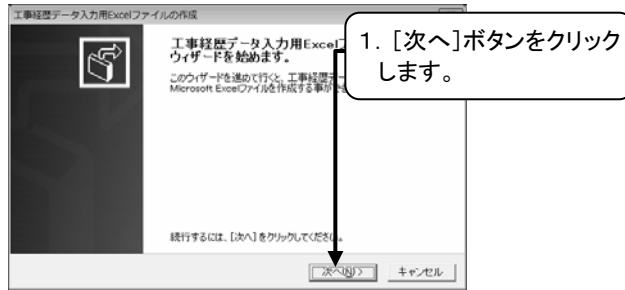 工事経歴データ入力用Excelファイルの作成
工事経歴データ入力用Excel
ウィザードを始めます。
このウィザードを進めて行くと、工事経歴デー
Microsoft Excelファイルを作成する事ができ
1. [次へ]ボタンをクリック
します。
続行するには、[次へ]をクリックしてください。
次へ(N) >
キャンセル